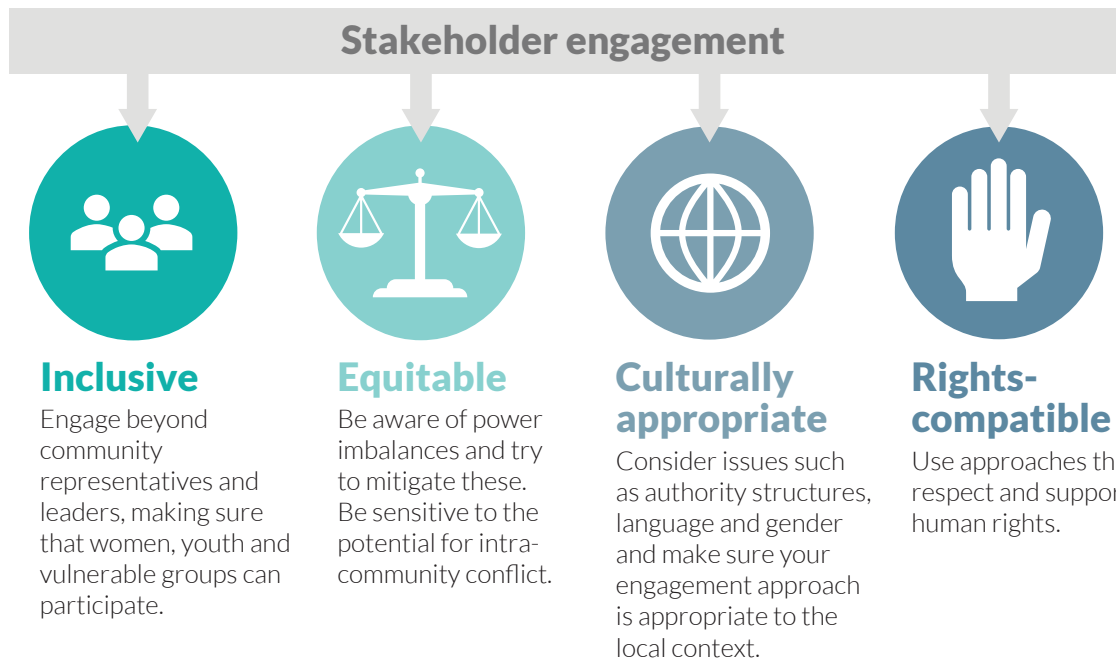 Stakeholder engagement
Inclusive
Engage beyond
community
representatives and
leaders, making sure
that women, youth and
vulnerable groups can
participate.
Equitable
Be aware of power
imbalances and try
to mitigate these.
Be sensitive to the
potential for intra-
community conflict.
Culturally
appropriate
Consider issues such
as authority structures,
language and gender
and make sure your
engagement approach
is appropriate to the
local context.
Rights-
compatible
Use approaches
respect and
human rights.